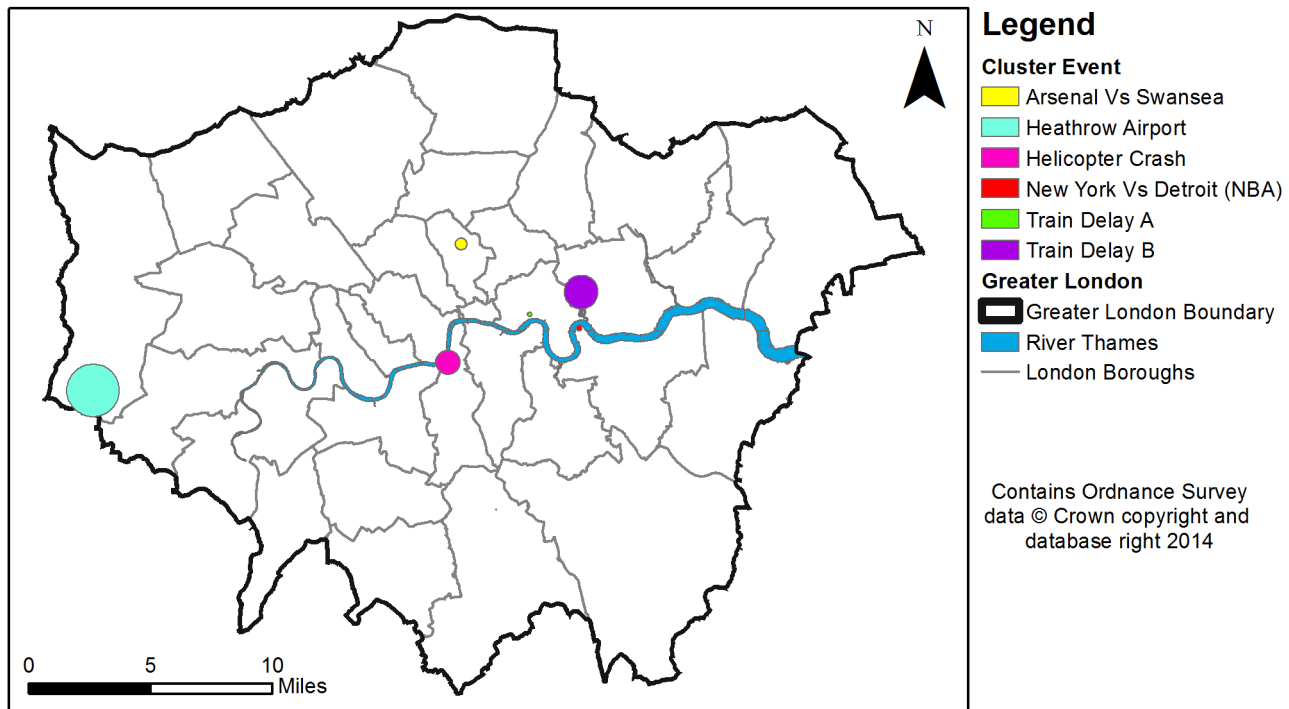 N
0 5 10
Miles
Legend
Cluster Event
Arsenal Vs Swansea
Heathrow Airport
Helicopter Crash
New York Vs Detroit (NBA)
Train Delay A
Train Delay B
Greater London
Greater London Boundary
River Thames
London Boroughs
Contains Ordnance Survey
data © Crown copyright and
database right 2014